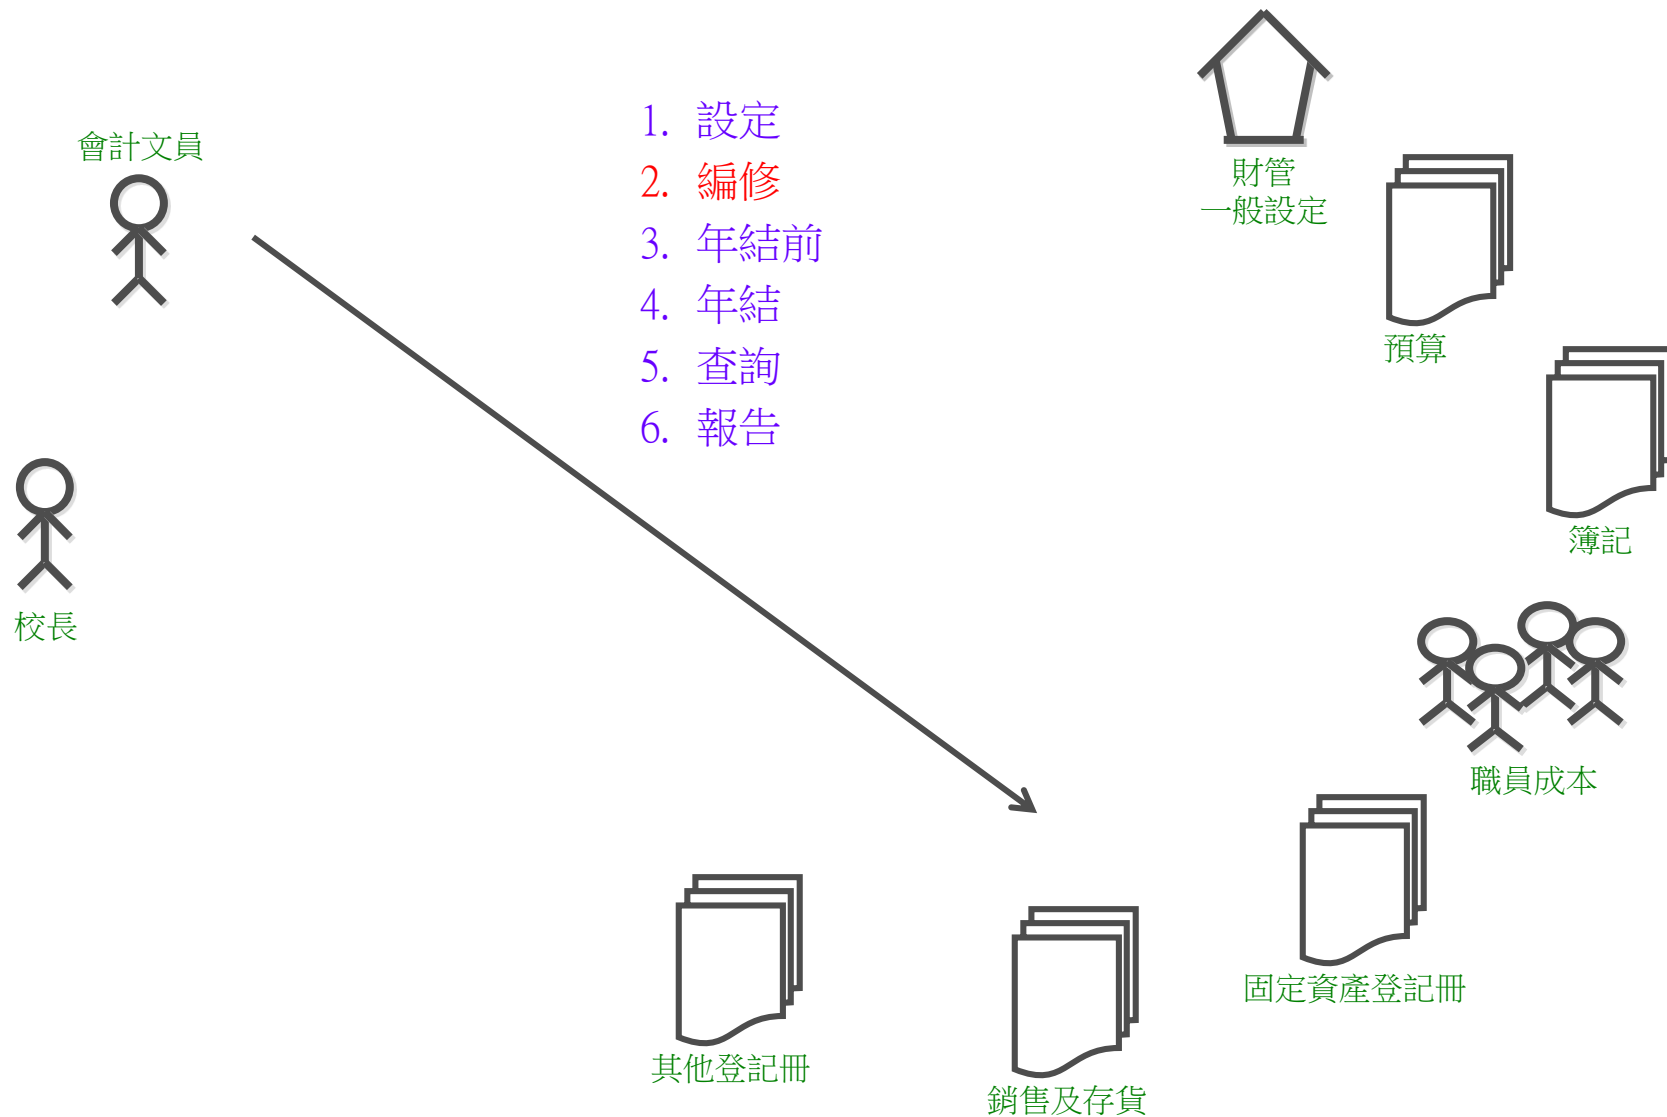 會計文員
1. 設定
2. 編修
3. 年結前
4. 年結
5. 查詢
6. 報告
財管
一般設定
預算
簿記
校長
職員成本
固定資產登記冊
其他登記冊
銷售及存貨